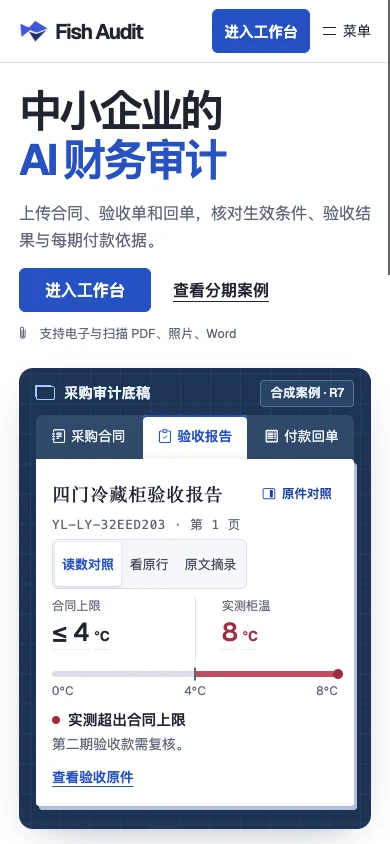 Fish Audit
进入工作台
菜单
中小企业的
AI 财务审计
上传合同、验收单和回单，核对生效条件、验收结
果与每期付款依据。
进入工作台
查看分期案例
支持电子与扫描 PDF、照片、Word
采购审计底稿
合成案例 · R7
采购合同
验收报告
付款回单
四门冷藏柜验收报告
原件对照
YL-LY-32EED203 · 第 1 页
读数对照
看原行
原文摘录
合同上限
实测柜温
≤ 4 °C
8 °C
0°C
4°C
8°C
实测超出合同上限
第二期验收款需复核。
查看验收原件